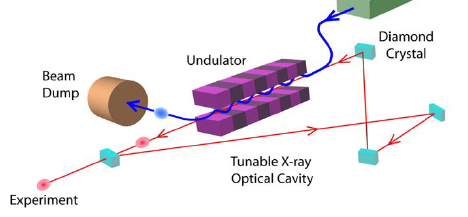 Diamond
Crystal
Undulator
Beam
Dump
Tunable X-ray
Optical Cavity
Experiment